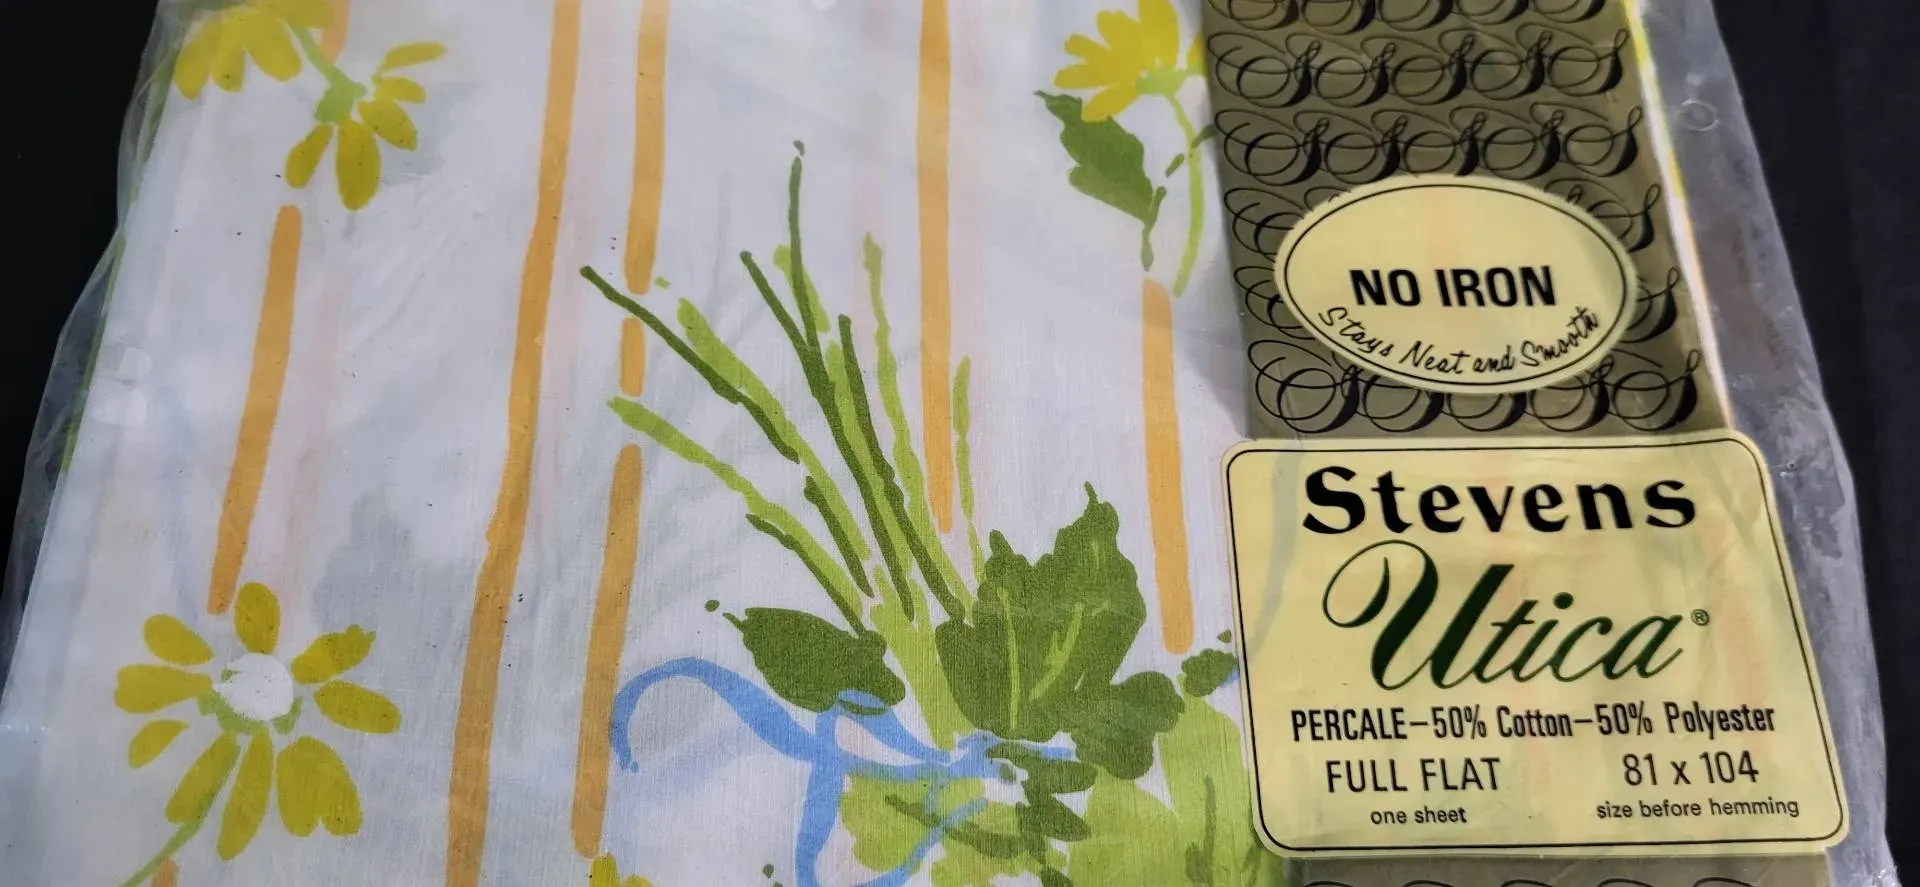 NO IRON
Stays Neat and Smooth
Stevens
Utica®
PERCALE—50% Cotton—50% Polyester
FULL FLAT 81 x 104
one sheet size before hemming